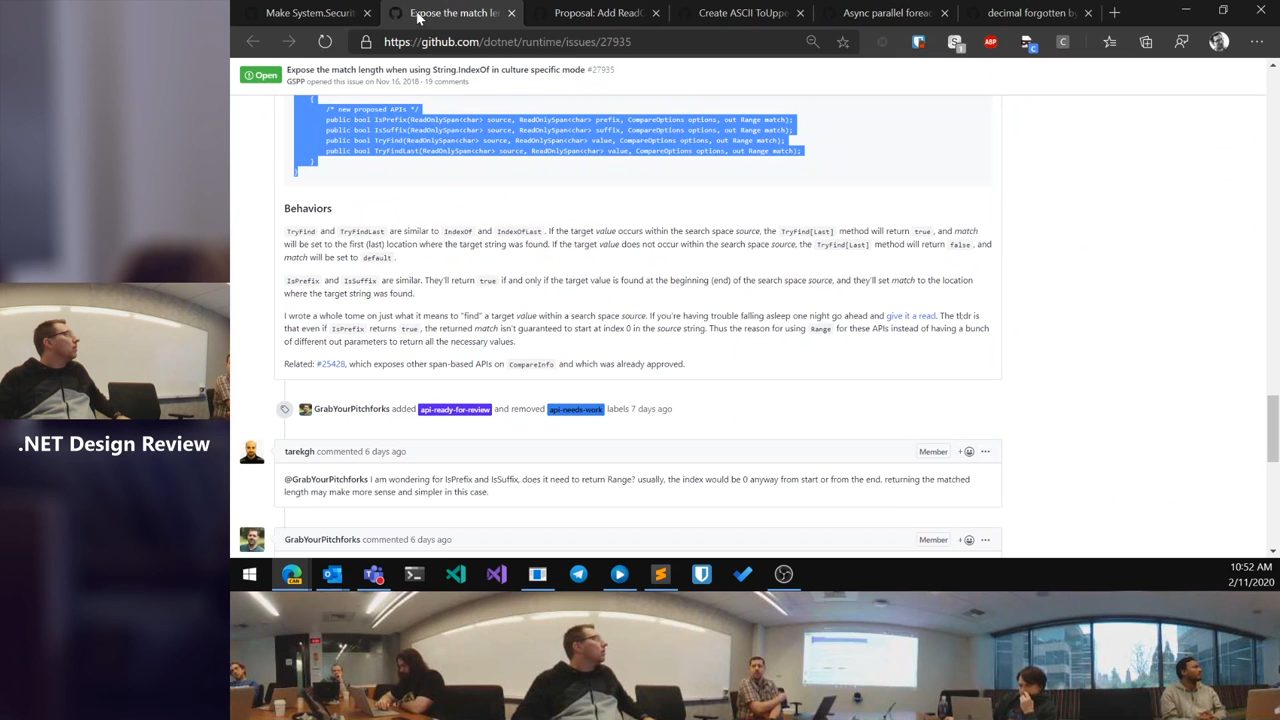 Make System.Securit
Expose the match le
Proposal: Add ReadO
Create ASCII ToUppe
Async parallel foreac
decimal forgotten by
https://github.com/dotnet/runtime/issues/27935
Open
Expose the match length when using String.IndexOf in culture specific mode #27935
GSPP opened this issue on Nov 16, 2018 · 19 comments
{
/* new proposed APIs */
public bool IsPrefix(ReadOnlySpan<char> source, ReadOnlySpan<char> prefix, CompareOptions options, out Range match);
public bool IsSuffix(ReadOnlySpan<char> source, ReadOnlySpan<char> suffix, CompareOptions options, out Range match);
public bool TryFind(ReadOnlySpan<char> source, ReadOnlySpan<char> value, CompareOptions options, out Range match);
public bool TryFindLast(ReadOnlySpan<char> source, ReadOnlySpan<char> value, CompareOptions options, out Range match);
}
}
Behaviors
TryFind and TryFindLast are similar to IndexOf and IndexOfLast. If the target value occurs within the search space source, the TryFind[Last] method will return true, and match
will be set to the first (last) location where the target string was found. If the target value does not occur within the search space source, the TryFind[Last] method will return false, and
match will be set to default.
IsPrefix and IsSuffix are similar. They'll return true if and only if the target value is found at the beginning (end) of the search space source, and they'll set match to the location
where the target string was found.
I wrote a whole tome on just what it means to "find" a target value within a search space source. If you're having trouble falling asleep one night go ahead and give it a read. The tl;dr is
that even if IsPrefix returns true, the returned match isn't guaranteed to start at index 0 in the source string. Thus the reason for using Range for these APIs instead of having a bunch
of different out parameters to return all the necessary values.
Related: #25428, which exposes other span-based APIs on CompareInfo and which was already approved.
GrabYourPitchforks added api-ready-for-review and removed api-needs-work labels 7 days ago
tarekgh commented 6 days ago
Member
@GrabYourPitchforks I am wondering for IsPrefix and IsSuffix, does it need to return Range? usually, the index would be 0 anyway from start or from the end. returning the matched
length may make more sense and simpler in this case.
GrabYourPitchforks commented 6 days ago
Member
.NET Design Review
10:52 AM
2/11/2020